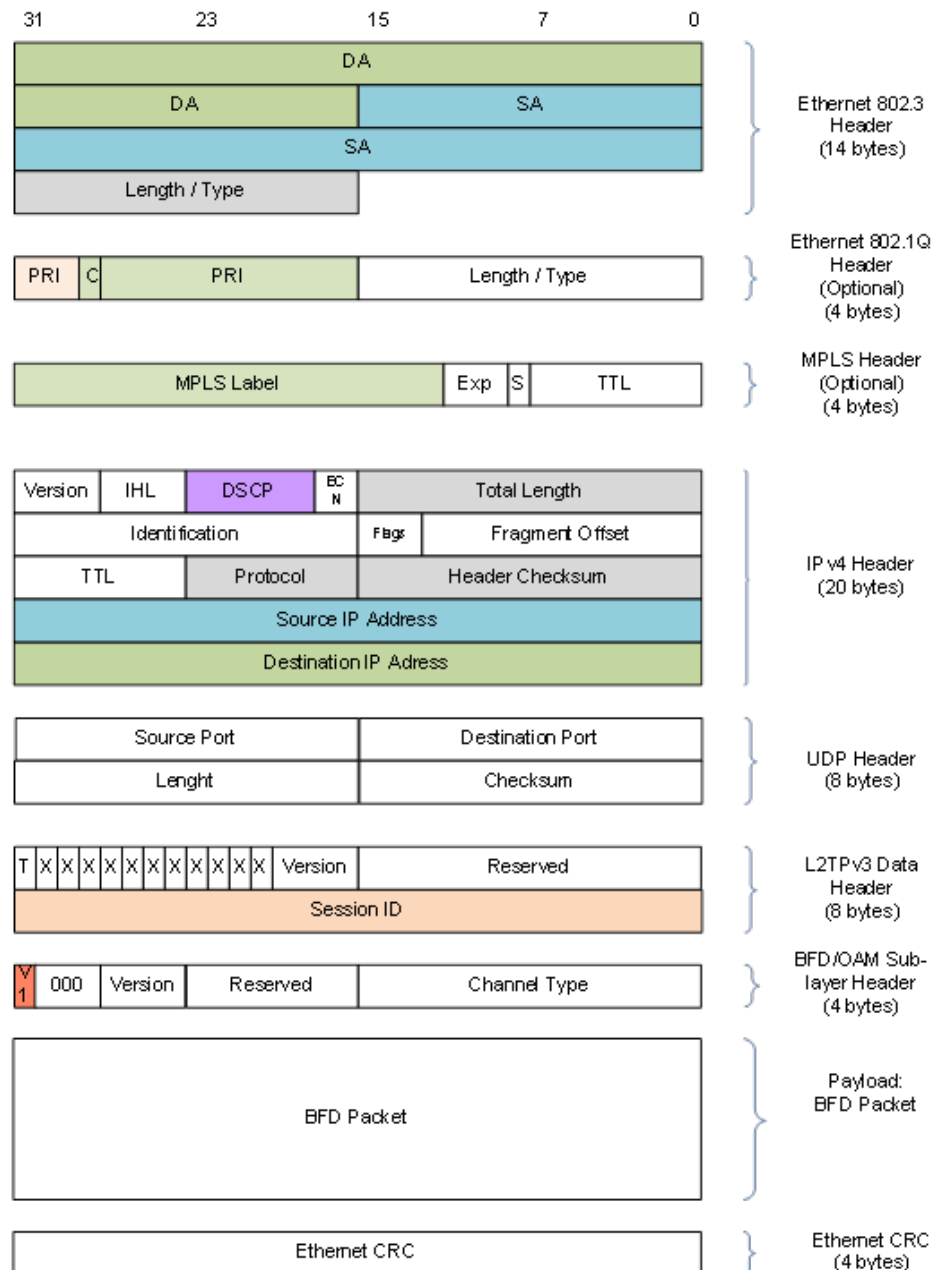 31 23 15 7 0
DA
DA SA
SA
Length / Type
Ethernet 802.3
Header
(14 bytes)
PRI C PRI Length / Type
Ethernet 802.1Q
Header
(Optional)
(4 bytes)
MPLS Label Exp S TTL
MPLS Header
(Optional)
(4 bytes)
Version IHL DSCP EC
N Total Length
Identification Flags Fragment Offset
TTL Protocol Header Checksum
Source IP Address
Destination IP Adress
IPv4 Header
(20 bytes)
Source Port Destination Port
Lenght Checksum
UDP Header
(8 bytes)
T X X X X X X X X X X X Version Reserved
Session ID
L2TPv3 Data
Header
(8 bytes)
V
1 000 Version Reserved Channel Type
BFD/OAM Sub-
layer Header
(4 bytes)
BFD Packet
Payload:
BFD Packet
Ethernet CRC
Ethernet CRC
(4 bytes)